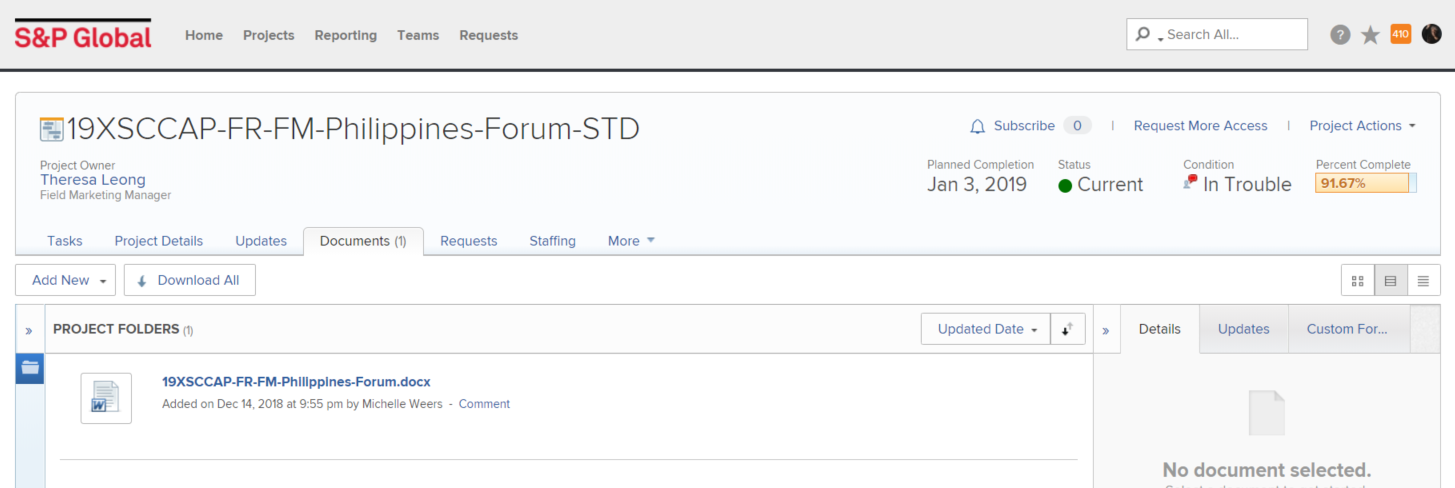 S&P Global Home Projects Reporting Teams Requests Search All... ? 410
19XSCCAP-FR-FM-Philippines-Forum-STD Subscribe 0 | Request More Access | Project Actions
Project Owner Planned Completion Status Condition Percent Complete
Theresa Leong Jan 3, 2019 Current In Trouble 91.67%
Field Marketing Manager
Tasks Project Details Updates Documents (1) Requests Staffing More
Add New Download All
» PROJECT FOLDERS (1) Updated Date » Details Updates Custom For...
19XSCCAP-FR-FM-Philippines-Forum.docx
W Added on Dec 14, 2018 at 9:55 pm by Michelle Weers - Comment
No document selected.